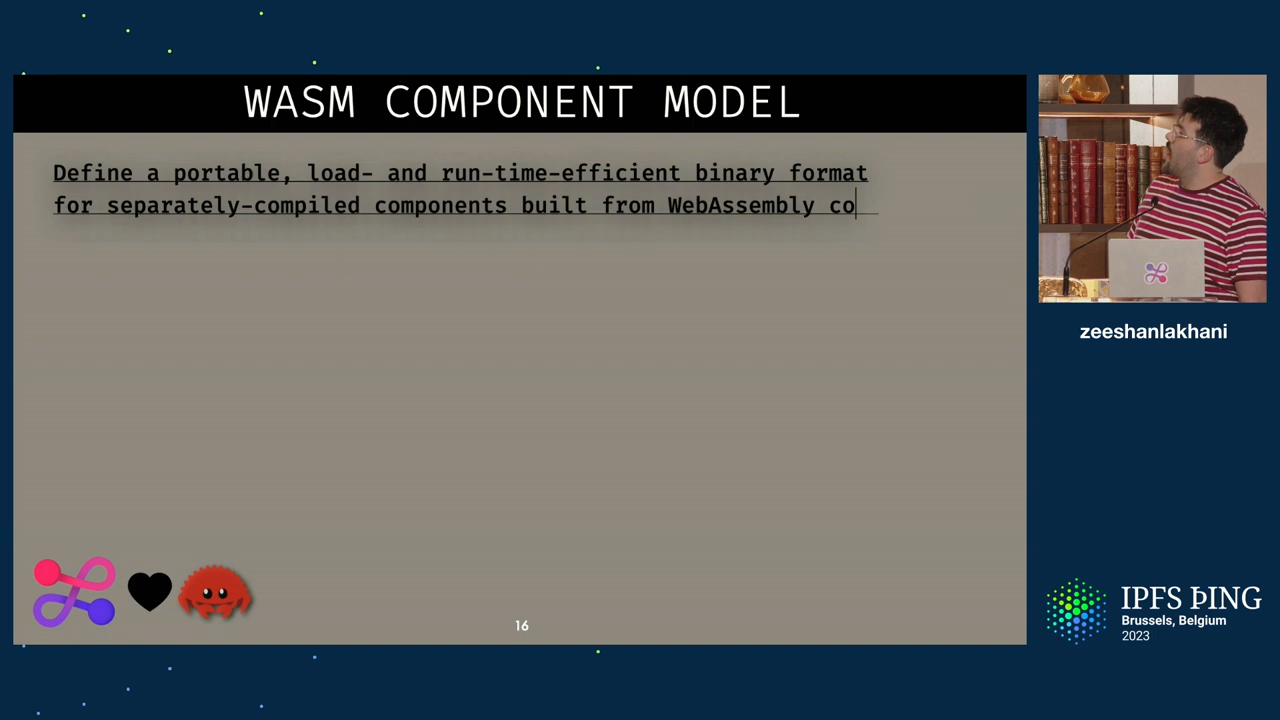 WASM COMPONENT MODEL
Define a portable, load- and run-time-efficient binary format
for separately-compiled components built from WebAssembly co
16
zeeshanlakhani
IPFS ÞING
Brussels, Belgium
2023